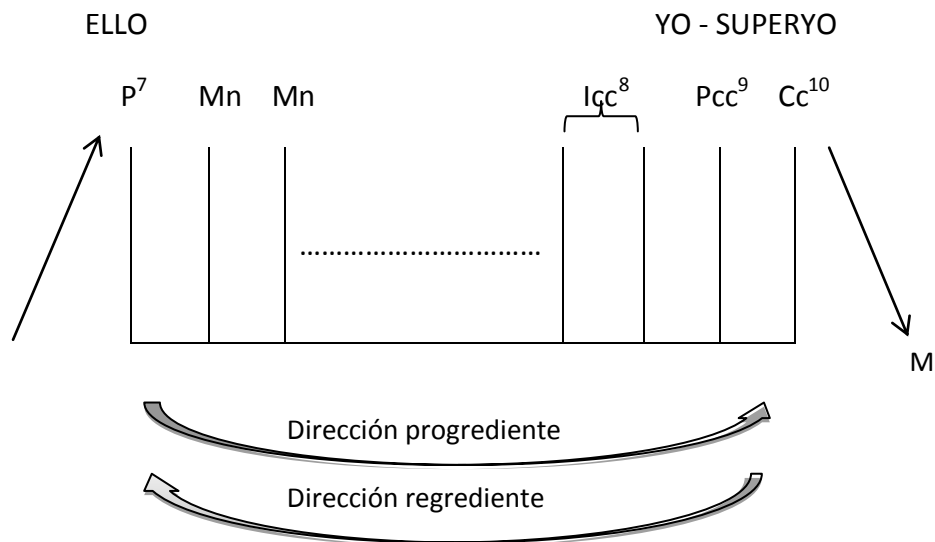 ELLO YO - SUPERYO
P⁷ Mn Mn Icc⁸ Pcc⁹ Cc¹⁰
........................................
M
Dirección progrediente
Dirección regrediente